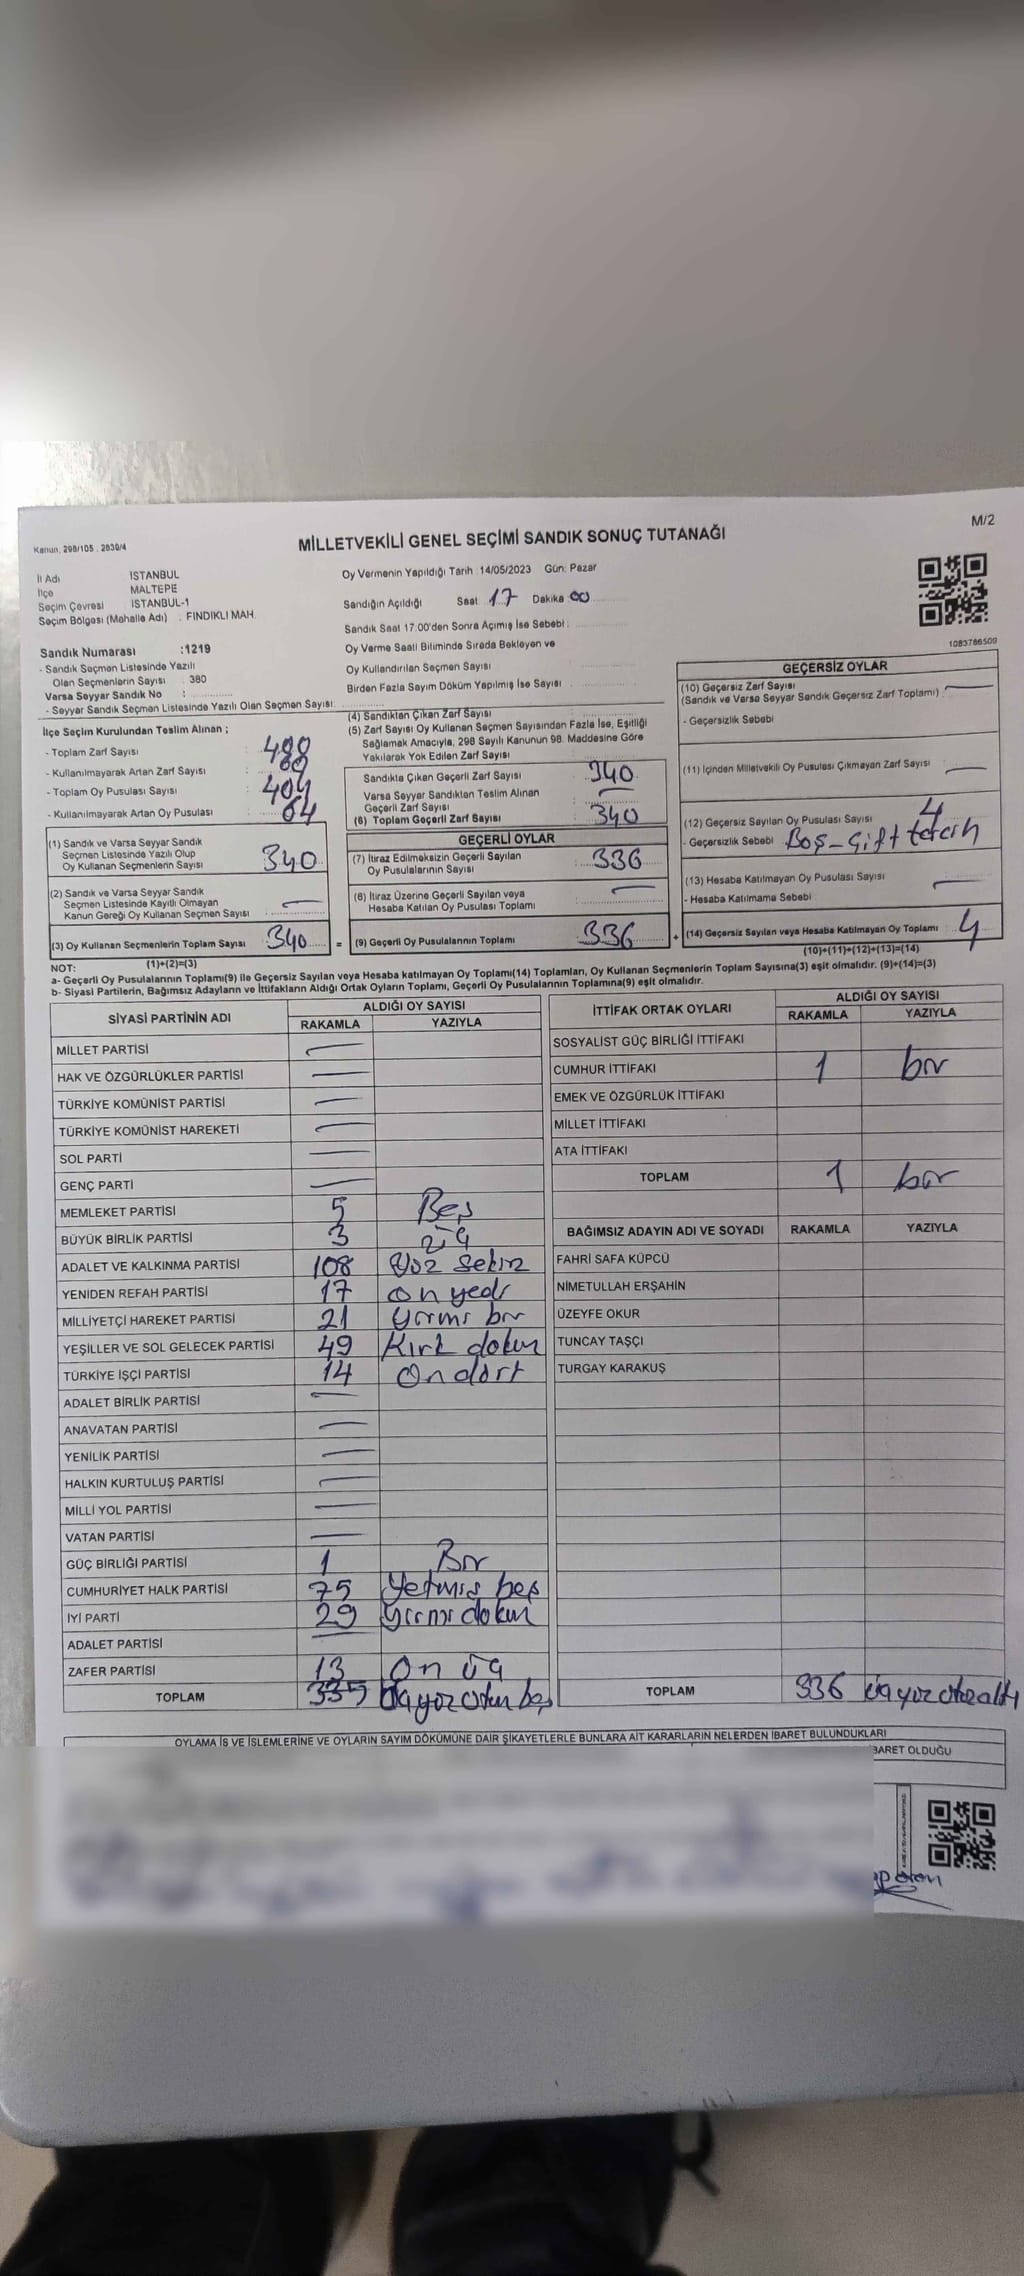 M/2
Kanun, 298/105 . 2839/4
MİLLETVEKİLİ GENEL SEÇİMİ SANDIK SONUÇ TUTANAĞI
İl Adı İSTANBUL
İlçe MALTEPE
Seçim Çevresi İSTANBUL-1
Seçim Bölgesi (Mahalle Adı) : FINDIKLI MAH.
Oy Vermenin Yapıldığı Tarih :14/05/2023 Gün: Pazar
Sandığın Açıldığı Saat 17 Dakika 00
Sandık Saat 17:00'den Sonra Açımış İse Sebebi :
Oy Verme Saati Bitiminde Sırada Bekleyen ve
Oy Kullandırılan Seçmen Sayısı
Birden Fazla Sayım Döküm Yapılmış İse Sayısı :
1083786509
Sandık Numarası :1219
- Sandık Seçmen Listesinde Yazılı
Olan Seçmenlerin Sayısı : 380
Varsa Seyyar Sandık No :
- Seyyar Sandık Seçmen Listesinde Yazılı Olan Seçmen Sayısı:
İlçe Seçim Kurulundan Teslim Alınan ;
- Toplam Zarf Sayısı :
- Kullanılmayarak Artan Zarf Sayısı :
- Toplam Oy Pusulası Sayısı : 404
- Kullanılmayarak Artan Oy Pusulası : 64
(1) Sandık ve Varsa Seyyar Sandık
Seçmen Listesinde Yazılı Olup
Oy Kullanan Seçmenlerin Sayısı 340
(2) Sandık ve Varsa Seyyar Sandık
Seçmen Listesinde Kayıtlı Olmayan
Kanun Gereği Oy Kullanan Seçmen Sayısı :
(3) Oy Kullanan Seçmenlerin Toplam Sayısı 340
(1)+(2)=(3)
(4) Sandıktan Çıkan Zarf Sayısı :
(5) Zarf Sayısı Oy Kullanan Seçmen Sayısından Fazla İse, Eşitliği
Sağlamak Amacıyla, 298 Sayılı Kanunun 98. Maddesine Göre
Yakılarak Yok Edilen Zarf Sayısı :
Sandıkta Çıkan Geçerli Zarf Sayısı : 340
Varsa Seyyar Sandıktan Teslim Alınan
Geçerli Zarf Sayısı :
(6) Toplam Geçerli Zarf Sayısı : 340
GEÇERLİ OYLAR
(7) İtiraz Edilmeksizin Geçerli Sayılan
Oy Pusulalarının Sayısı : 336
(8) İtiraz Üzerine Geçerli Sayılan veya
Hesaba Katılan Oy Pusulası Toplamı :
= (9) Geçerli Oy Pusulalarının Toplamı 336 +
GEÇERSİZ OYLAR
(10) Geçersiz Zarf Sayısı
(Sandık ve Varsa Seyyar Sandık Geçersiz Zarf Toplamı) :
- Geçersizlik Sebebi
(11) İçinden Milletvekili Oy Pusulası Çıkmayan Zarf Sayısı :
(12) Geçersiz Sayılan Oy Pusulası Sayısı : 4
- Geçersizlik Sebebi Boş-Çift tercih
(13) Hesaba Katılmayan Oy Pusulası Sayısı :
- Hesaba Katılmama Sebebi
(14) Geçersiz Sayılan veya Hesaba Katılmayan Oy Toplamı : 4
(10)+(11)+(12)+(13)=(14)
NOT:
a- Geçerli Oy Pusulalarının Toplamı(9) ile Geçersiz Sayılan veya Hesaba katılmayan Oy Toplamı(14) Toplamları, Oy Kullanan Seçmenlerin Toplam Sayısına(3) eşit olmalıdır. (9)+(14)=(3)
b- Siyasi Partilerin, Bağımsız Adayların ve İttifakların Aldığı Ortak Oyların Toplamı, Geçerli Oy Pusulalarının Toplamına(9) eşit olmalıdır.
SİYASİ PARTİNİN ADI ALDIĞI OY SAYISI
RAKAMLA YAZIYLA
MİLLET PARTİSİ
HAK VE ÖZGÜRLÜKLER PARTİSİ
TÜRKİYE KOMÜNİST PARTİSİ
TÜRKİYE KOMÜNİST HAREKETİ
SOL PARTİ
GENÇ PARTİ
MEMLEKET PARTİSİ 5 Beş
BÜYÜK BİRLİK PARTİSİ 3 üç
ADALET VE KALKINMA PARTİSİ 108 Yüz sekiz
YENİDEN REFAH PARTİSİ 17 on yedi
MİLLİYETÇİ HAREKET PARTİSİ 21 yirmi bir
YEŞİLLER VE SOL GELECEK PARTİSİ 49 Kırk dokuz
TÜRKİYE İŞÇİ PARTİSİ 14 On dört
ADALET BİRLİK PARTİSİ
ANAVATAN PARTİSİ
YENİLİK PARTİSİ
HALKIN KURTULUŞ PARTİSİ
MİLLİ YOL PARTİSİ
VATAN PARTİSİ
GÜÇ BİRLİĞİ PARTİSİ 1 Bir
CUMHURİYET HALK PARTİSİ 75 Yetmiş beş
İYİ PARTİ 29 yirmi dokuz
ADALET PARTİSİ
ZAFER PARTİSİ 13 On üç
TOPLAM 335 üçyüz otuz beş
İTTİFAK ORTAK OYLARI ALDIĞI OY SAYISI
RAKAMLA YAZIYLA
SOSYALİST GÜÇ BİRLİĞİ İTTİFAKI
CUMHUR İTTİFAKI 1 bir
EMEK VE ÖZGÜRLÜK İTTİFAKI
MİLLET İTTİFAKI
ATA İTTİFAKI
TOPLAM 1 bir
BAĞIMSIZ ADAYIN ADI VE SOYADI RAKAMLA YAZIYLA
FAHRİ SAFA KÜPCÜ
NİMETULLAH ERŞAHİN
ÜZEYFE OKUR
TUNCAY TAŞÇI
TURGAY KARAKUŞ
TOPLAM 336 üçyüzotuzaltı
OYLAMA İŞ VE İŞLEMLERİNE VE OYLARIN SAYIM DÖKÜMÜNE DAİR ŞİKAYETLERLE BUNLARA AİT KARARLARIN NELERDEN İBARET BULUNDUKLARI
BARET OLDUĞU